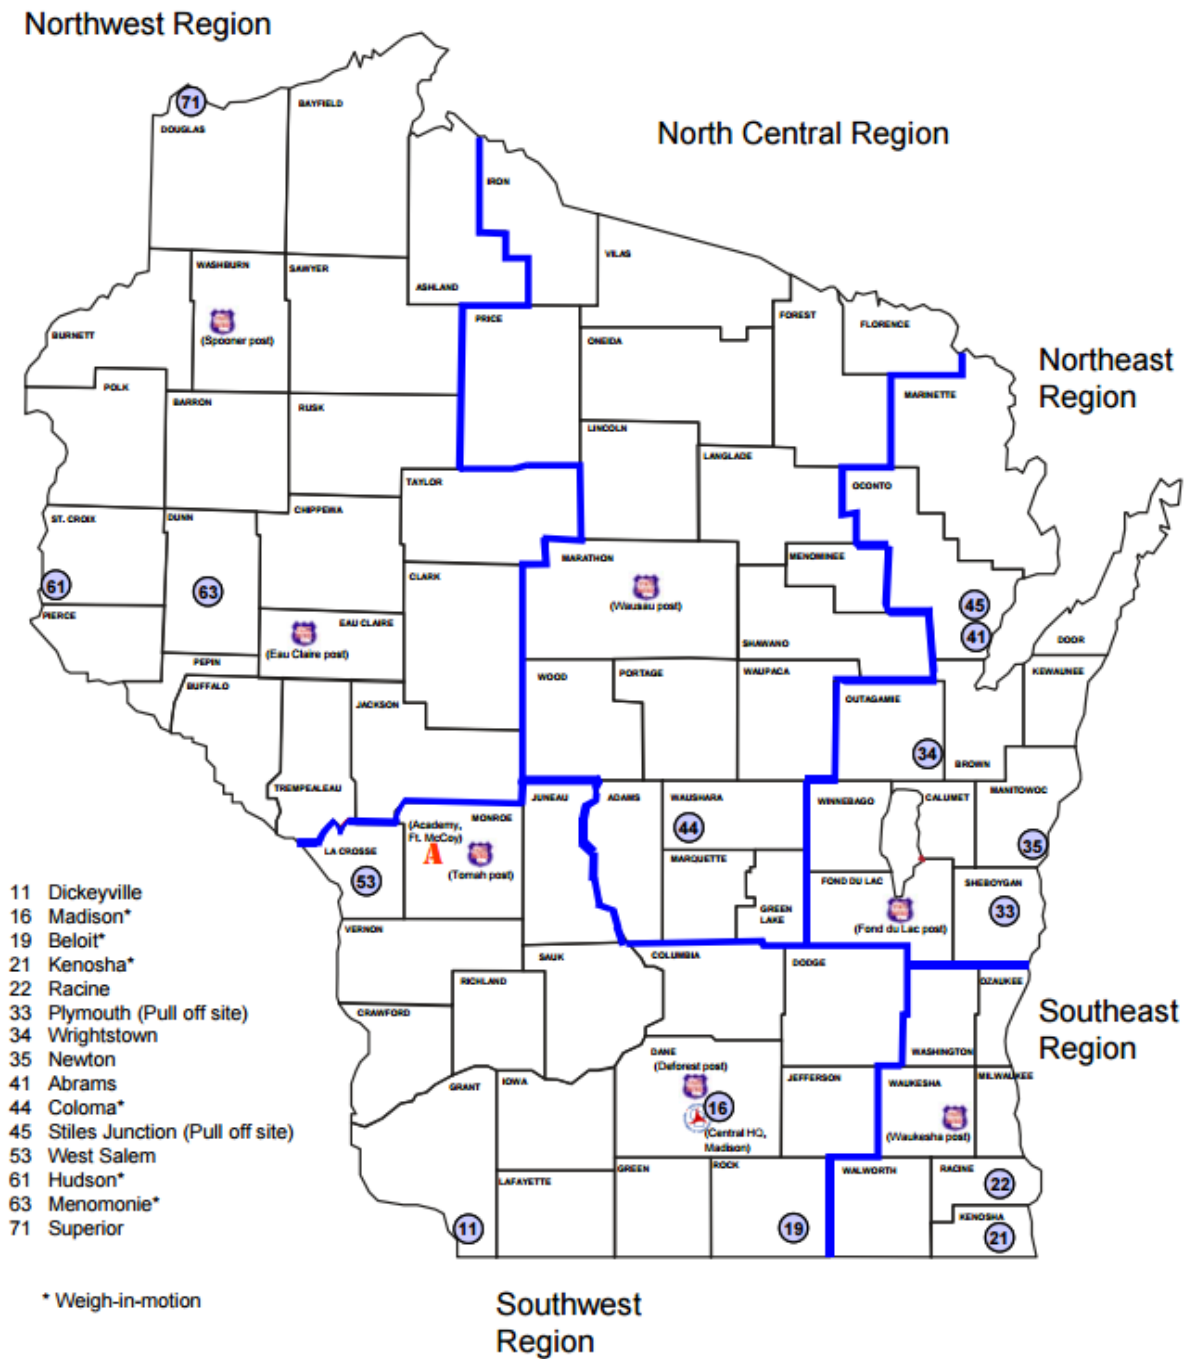 Northwest Region
71
BAYFIELD
DOUGLAS
North Central Region
IRON
VILAS
WASHBURN
SAWYER
ASHLAND
(Spooner post)
BURNETT
PRICE
FOREST
FLORENCE
ONEIDA
Northeast
Region
POLK
BARRON
RUSK
MARINETTE
LINCOLN
LANGLADE
TAYLOR
OCONTO
ST. CROIX
DUNN
CHIPPEWA
MARATHON
MENOMINEE
CLARK
61
63
(Wausau post)
45
PIERCE
EAU CLAIRE
(Eau Claire post)
41
DOOR
SHAWANO
PEPIN
WOOD
PORTAGE
WAUPACA
KEWAUNEE
BUFFALO
JACKSON
OUTAGAMIE
34
BROWN
TREMPEALEAU
JUNEAU
ADAMS
WAUSHARA
WINNEBAGO
CALUMET
MANITOWOC
MONROE
(Academy,
Ft. McCoy)
A
(Tomah post)
44
35
LA CROSSE
53
MARQUETTE
FOND DU LAC
SHEBOYGAN
GREEN
LAKE
33
(Fond du Lac post)
VERNON
SAUK
COLUMBIA
DODGE
RICHLAND
OZAUKEE
CRAWFORD
Southeast
Region
DANE
(Deforest post)
WASHINGTON
GRANT
IOWA
JEFFERSON
WAUKESHA
MILWAUKEE
16
(Central HQ,
Madison)
(Waukesha post)
GREEN
ROCK
WALWORTH
RACINE
22
LAFAYETTE
11
19
KENOSHA
21
11 Dickeyville
16 Madison*
19 Beloit*
21 Kenosha*
22 Racine
33 Plymouth (Pull off site)
34 Wrightstown
35 Newton
41 Abrams
44 Coloma*
45 Stiles Junction (Pull off site)
53 West Salem
61 Hudson*
63 Menomonie*
71 Superior
* Weigh-in-motion
Southwest
Region